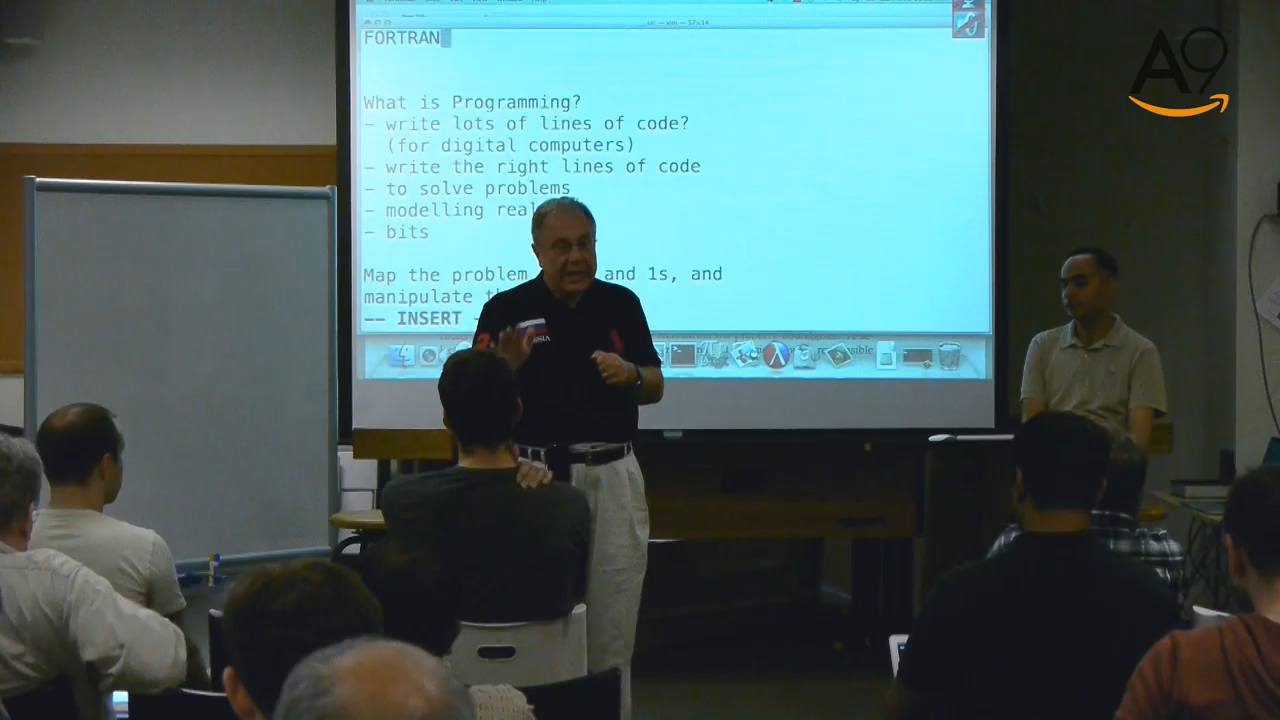 A9
FORTRAN
What is Programming?
- write lots of lines of code?
(for digital computers)
- write the right lines of code
- to solve problems
- modelling real
- bits
Map the problem and 1s, and
manipulate
-- INSERT